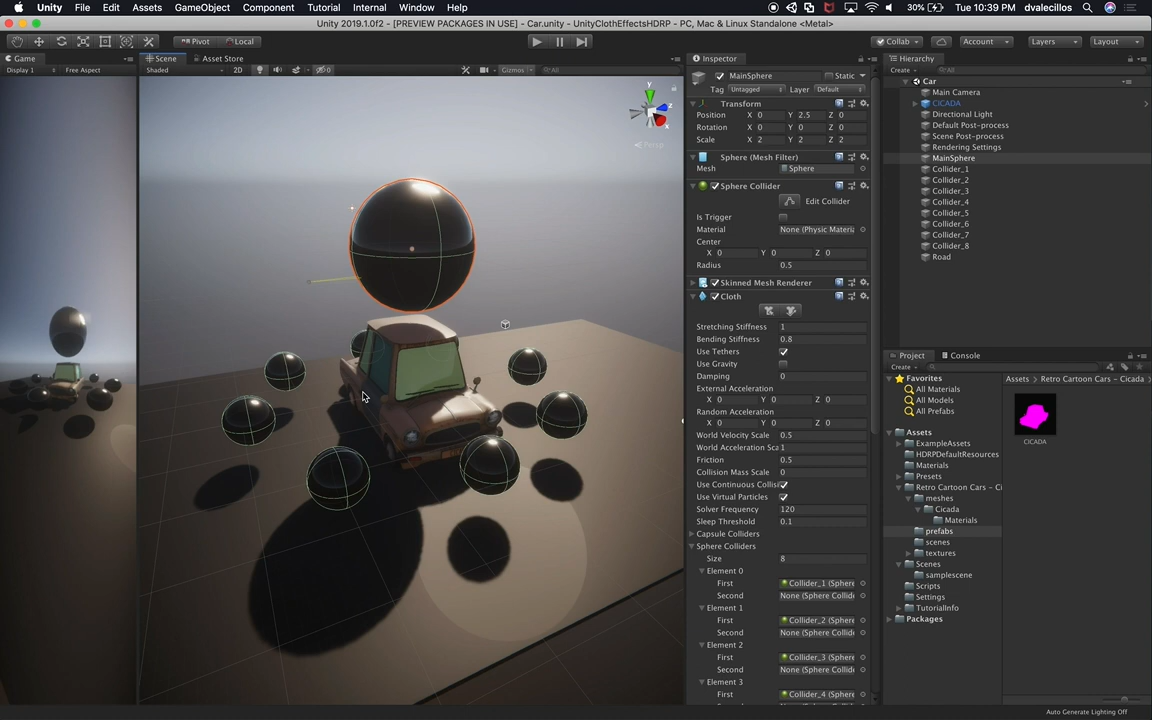 Unity File Edit Assets GameObject Component Tutorial Internal Window Help 30% Tue 10:39 PM dvalecillos
Unity 2019.1.0f2 - [PREVIEW PACKAGES IN USE] - Car.unity - UnityClothEffectsHDRP - PC, Mac & Linux Standalone <Metal>
Pivot Local Collab Account Layers Layout
Game
Display 1 Free Aspect
Scene Asset Store
Shaded 2D 0 Gizmos All
y
z
x
Persp
Inspector
MainSphere Static
Tag Untagged Layer Default
Transform
Position X 0 Y 2.5 Z 0
Rotation X 0 Y 0 Z 0
Scale X 2 Y 2 Z 2
Sphere (Mesh Filter)
Mesh Sphere
Sphere Collider
Edit Collider
Is Trigger
Material None (Physic Materia
Center
X 0 Y 0 Z 0
Radius 0.5
Skinned Mesh Renderer
Cloth
Stretching Stiffness 1
Bending Stiffness 0.8
Use Tethers
Use Gravity
Damping 0
External Acceleration
X 0 Y 0 Z 0
Random Acceleration
X 0 Y 0 Z 0
World Velocity Scale 0.5
World Acceleration Sca 1
Friction 0.5
Collision Mass Scale 0
Use Continuous Collisi
Use Virtual Particles
Solver Frequency 120
Sleep Threshold 0.1
Capsule Colliders
Sphere Colliders
Size 8
Element 0
First Collider_1 (Sphere
Second None (Sphere Collide
Element 1
First Collider_2 (Sphere
Second None (Sphere Collide
Element 2
First Collider_3 (Sphere
Second None (Sphere Collide
Element 3
First Collider_4 (Sphere
Hierarchy
Create All
Car
Main Camera
CICADA
Directional Light
Default Post-process
Scene Post-process
Rendering Settings
MainSphere
Collider_1
Collider_2
Collider_3
Collider_4
Collider_5
Collider_6
Collider_7
Collider_8
Road
Project Console
Create
Favorites
All Materials
All Models
All Prefabs
Assets
ExampleAssets
HDRPDefaultResources
Materials
Presets
Retro Cartoon Cars - Ci
meshes
Cicada
Materials
prefabs
scenes
textures
Scenes
samplescene
Scripts
Settings
TutorialInfo
Packages
Assets Retro Cartoon Cars - Cicada
CICADA
Auto Generate Lighting Off